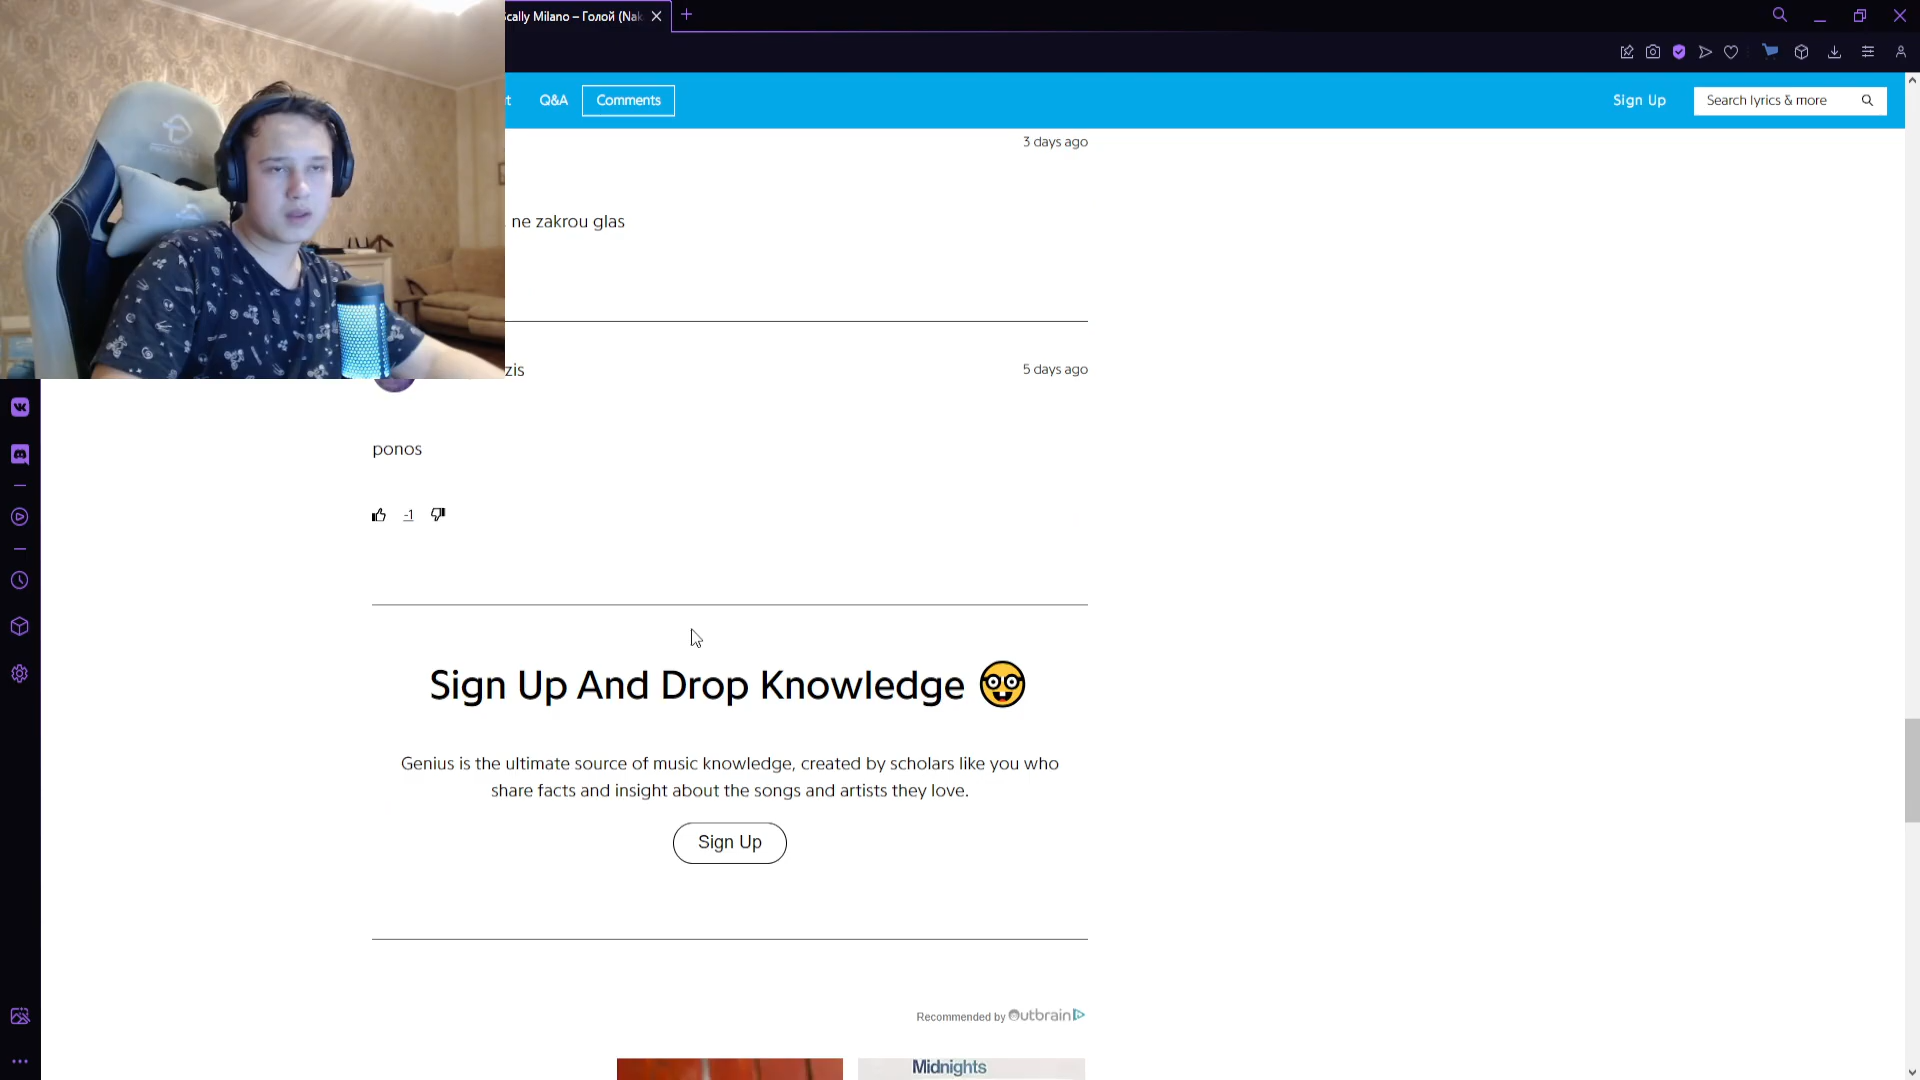 Scally Milano – Голой (Nak
t Q&A Comments Sign Up Search lyrics & more
3 days ago
ne zakrou glas
zis 5 days ago
ponos
-1
Sign Up And Drop Knowledge 🤓
Genius is the ultimate source of music knowledge, created by scholars like you who
share facts and insight about the songs and artists they love.
Sign Up
Recommended by Outbrain
Midnights